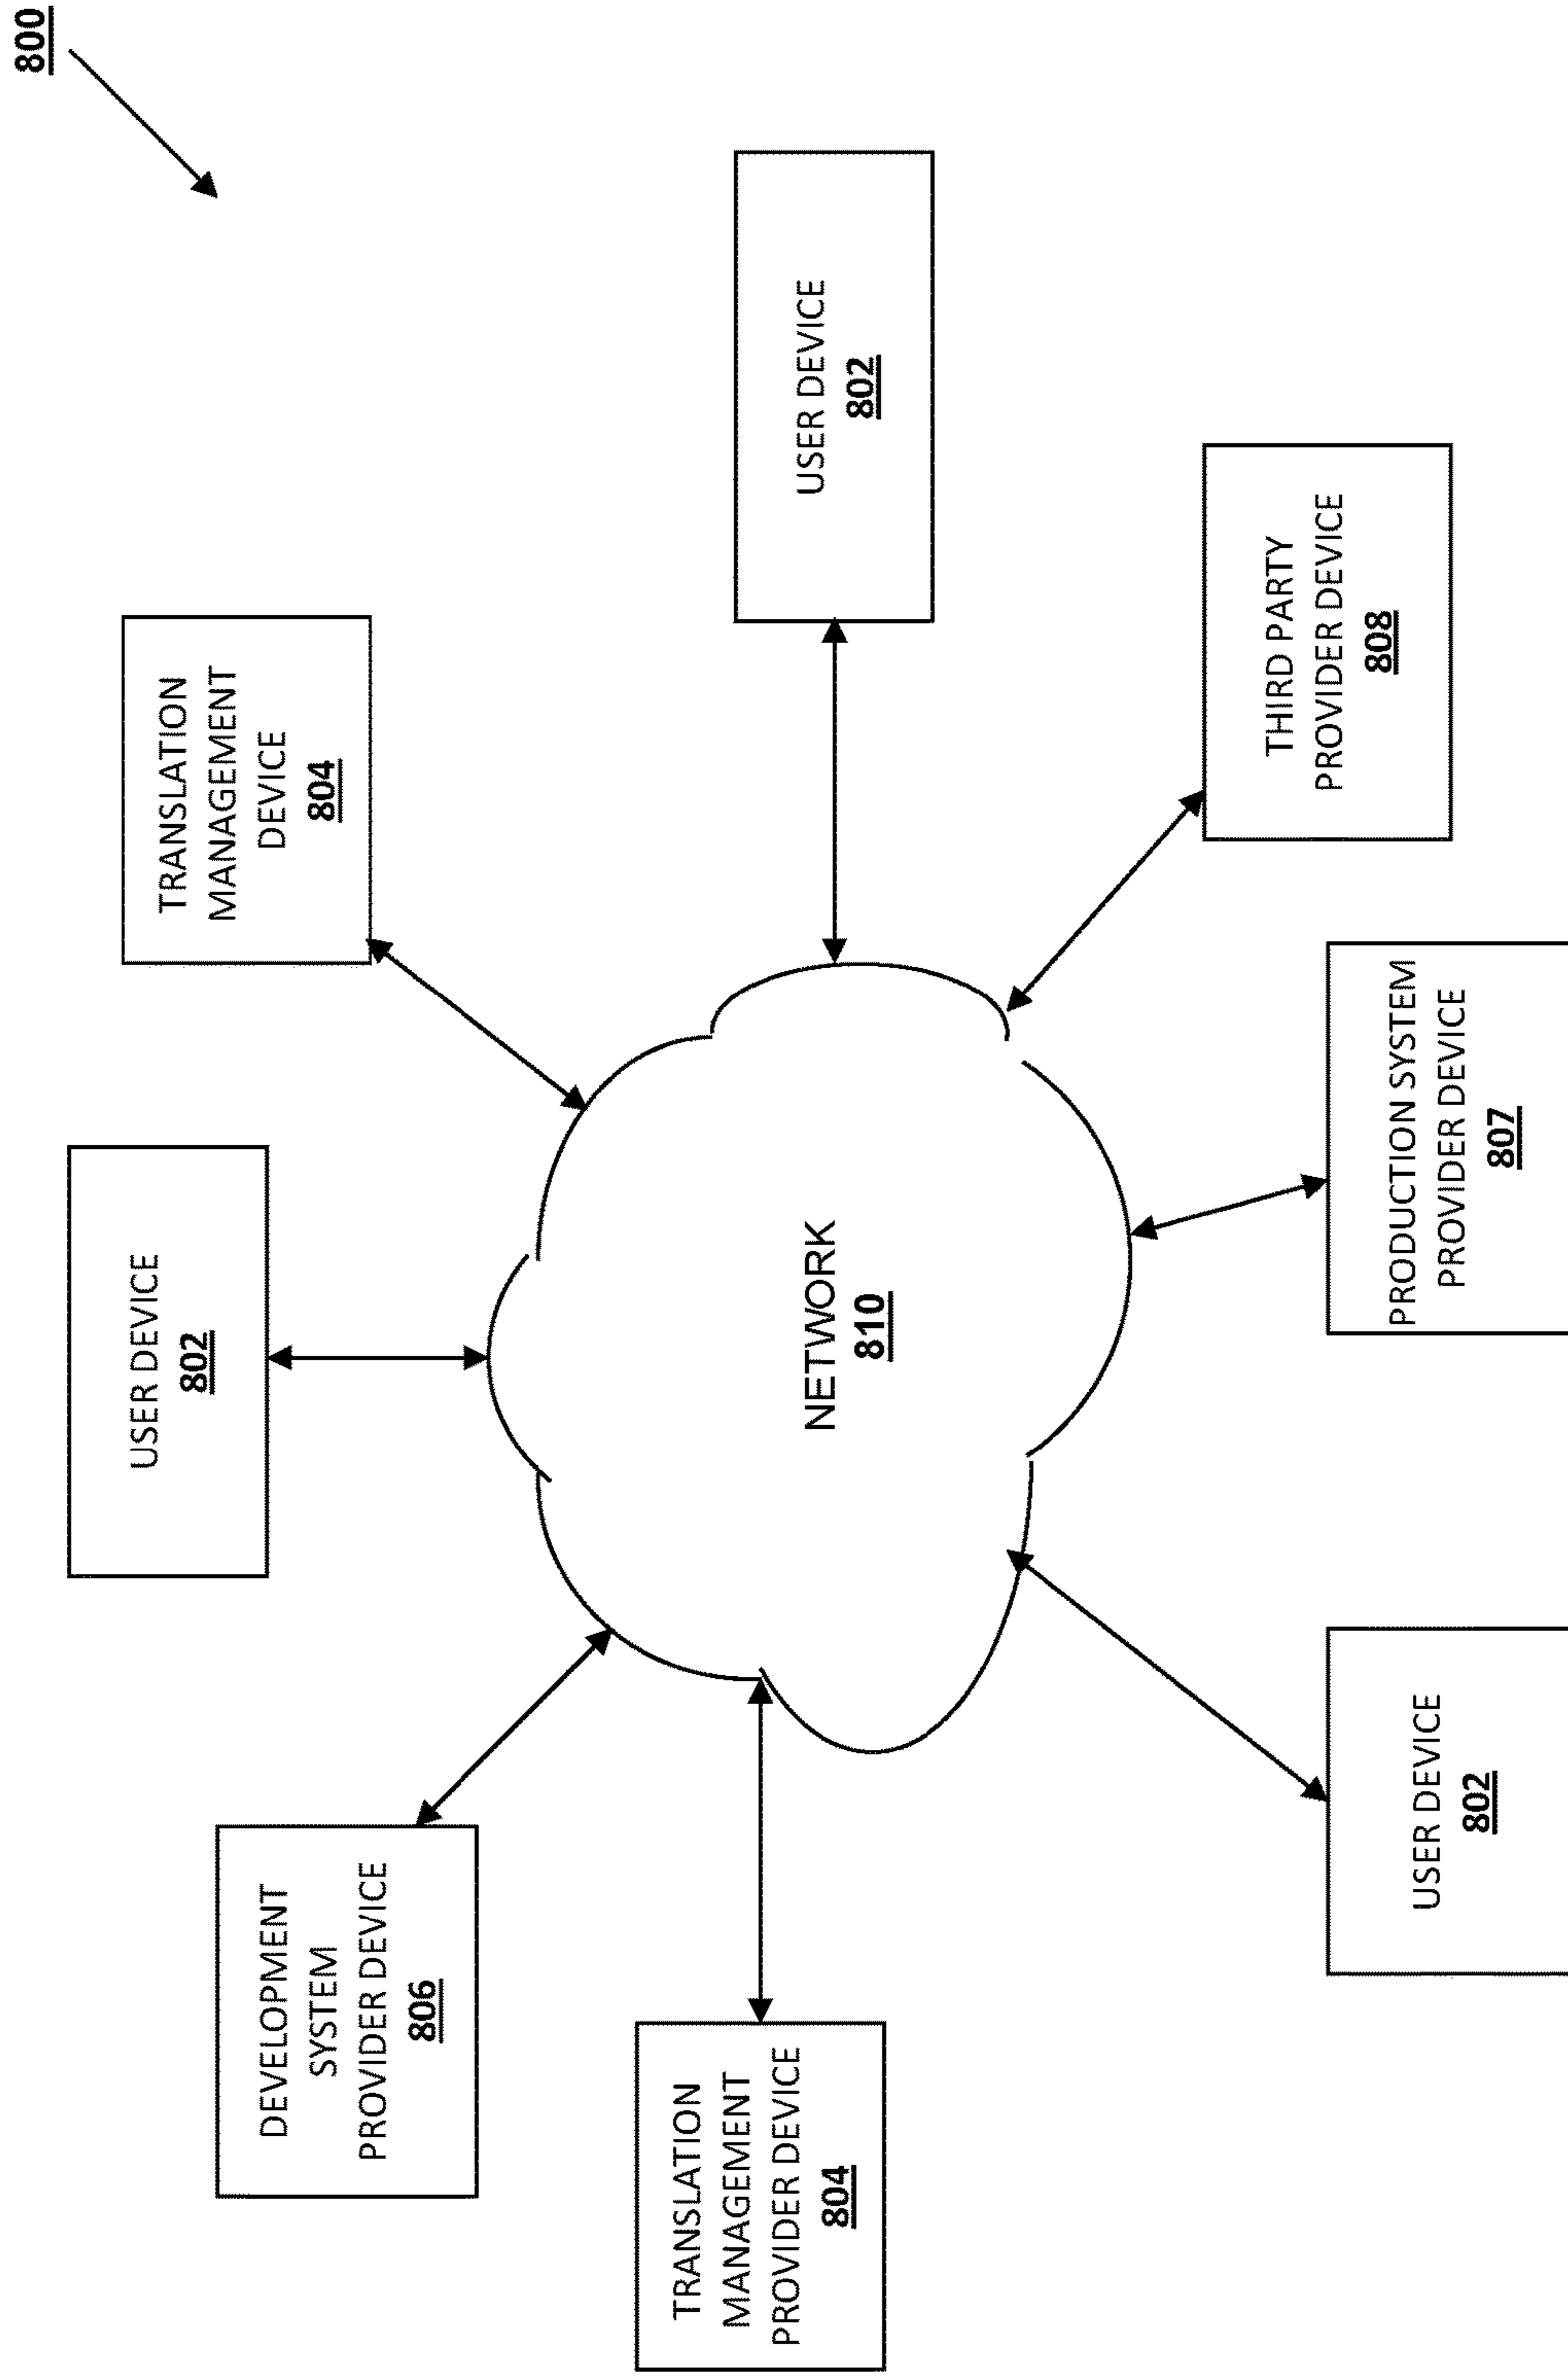 800
USER DEVICE
802
TRANSLATION
MANAGEMENT
DEVICE
804
DEVELOPMENT
SYSTEM
PROVIDER DEVICE
806
TRANSLATION
MANAGEMENT
PROVIDER DEVICE
804
NETWORK
810
USER DEVICE
802
THIRD PARTY
PROVIDER DEVICE
808
USER DEVICE
802
PRODUCTION SYSTEM
PROVIDER DEVICE
807